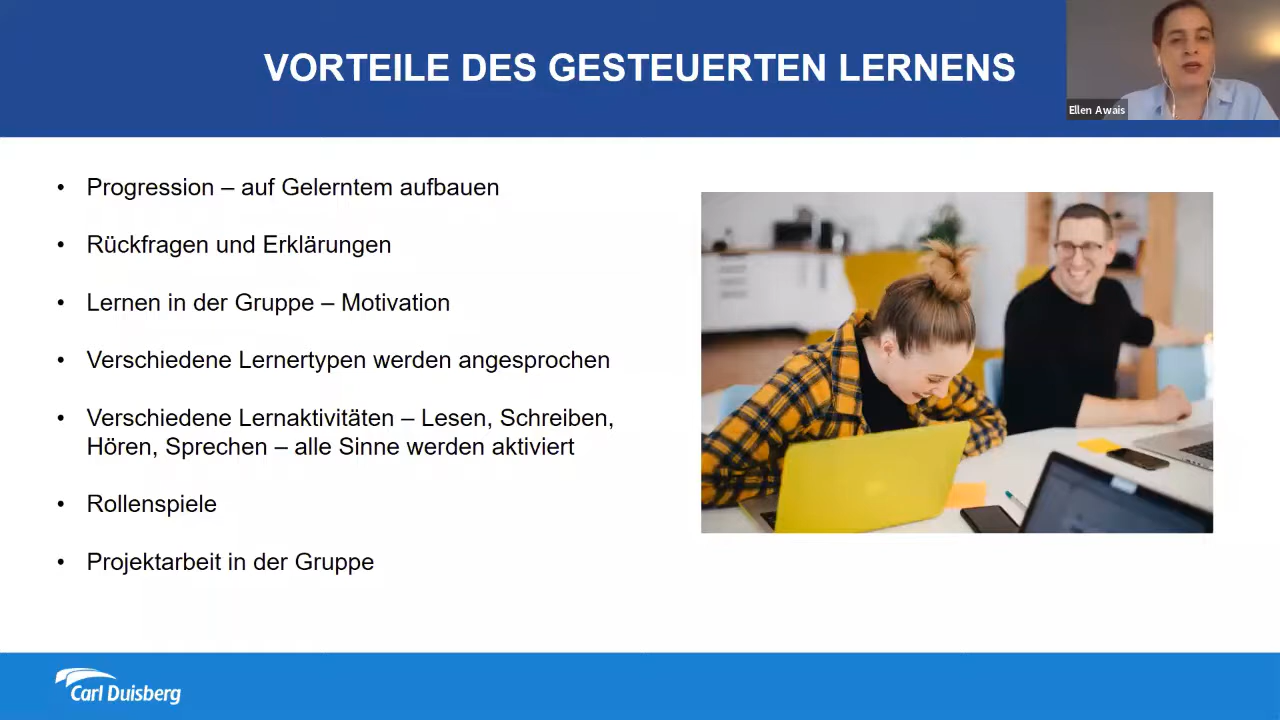 VORTEILE DES GESTEUERTEN LERNENS
Ellen Awais
• Progression – auf Gelerntem aufbauen
• Rückfragen und Erklärungen
• Lernen in der Gruppe – Motivation
• Verschiedene Lernertypen werden angesprochen
• Verschiedene Lernaktivitäten – Lesen, Schreiben,
Hören, Sprechen – alle Sinne werden aktiviert
• Rollenspiele
• Projektarbeit in der Gruppe
Carl Duisberg